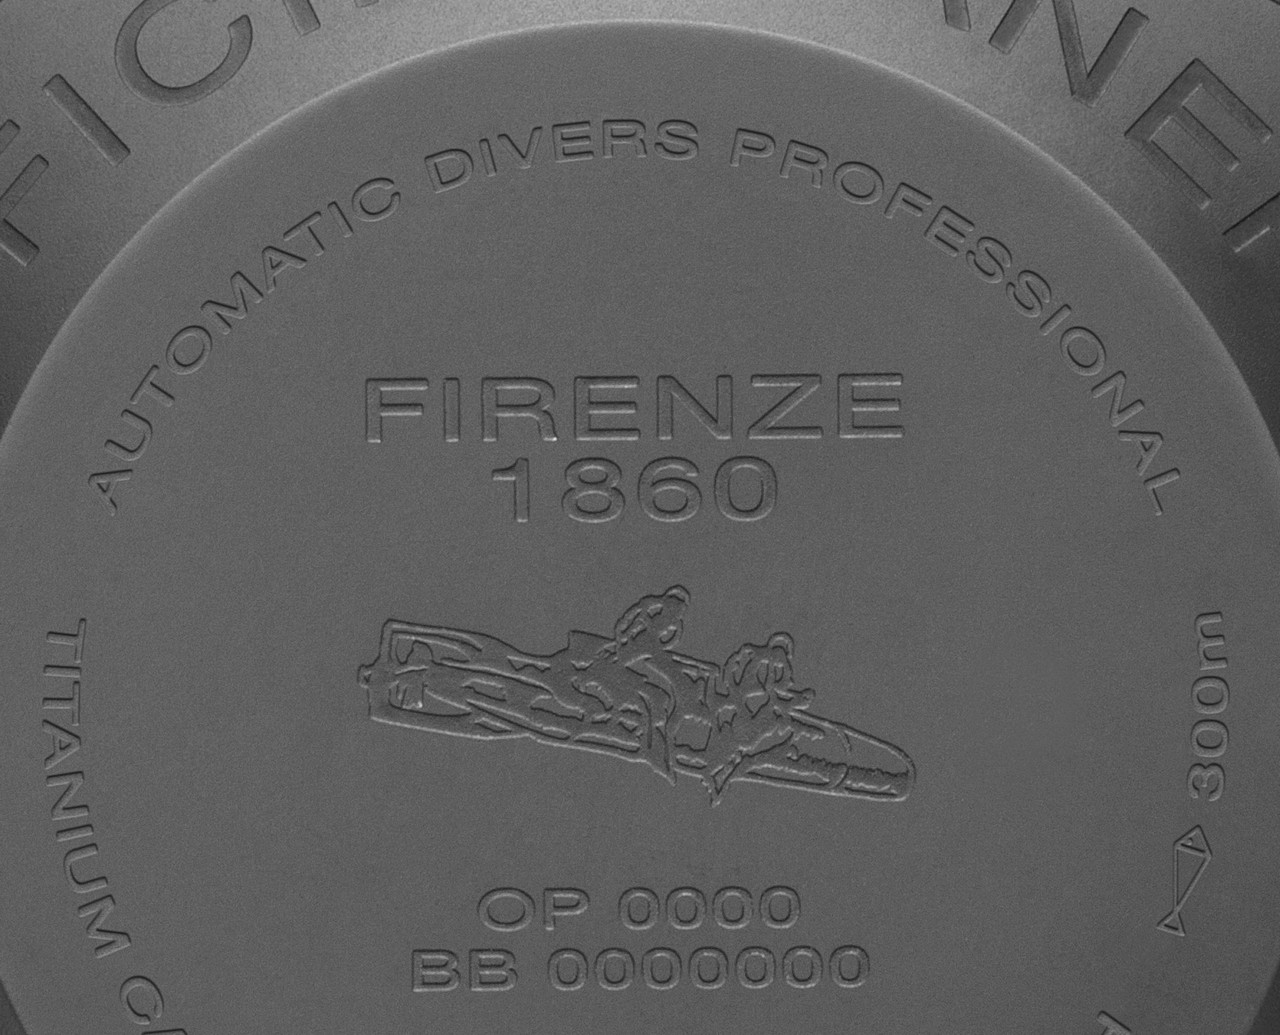 AUTOMATIC DIVERS PROFESSIONAL
FIRENZE
1860
300m
TITANIUM
OP 0000
BB 0000000